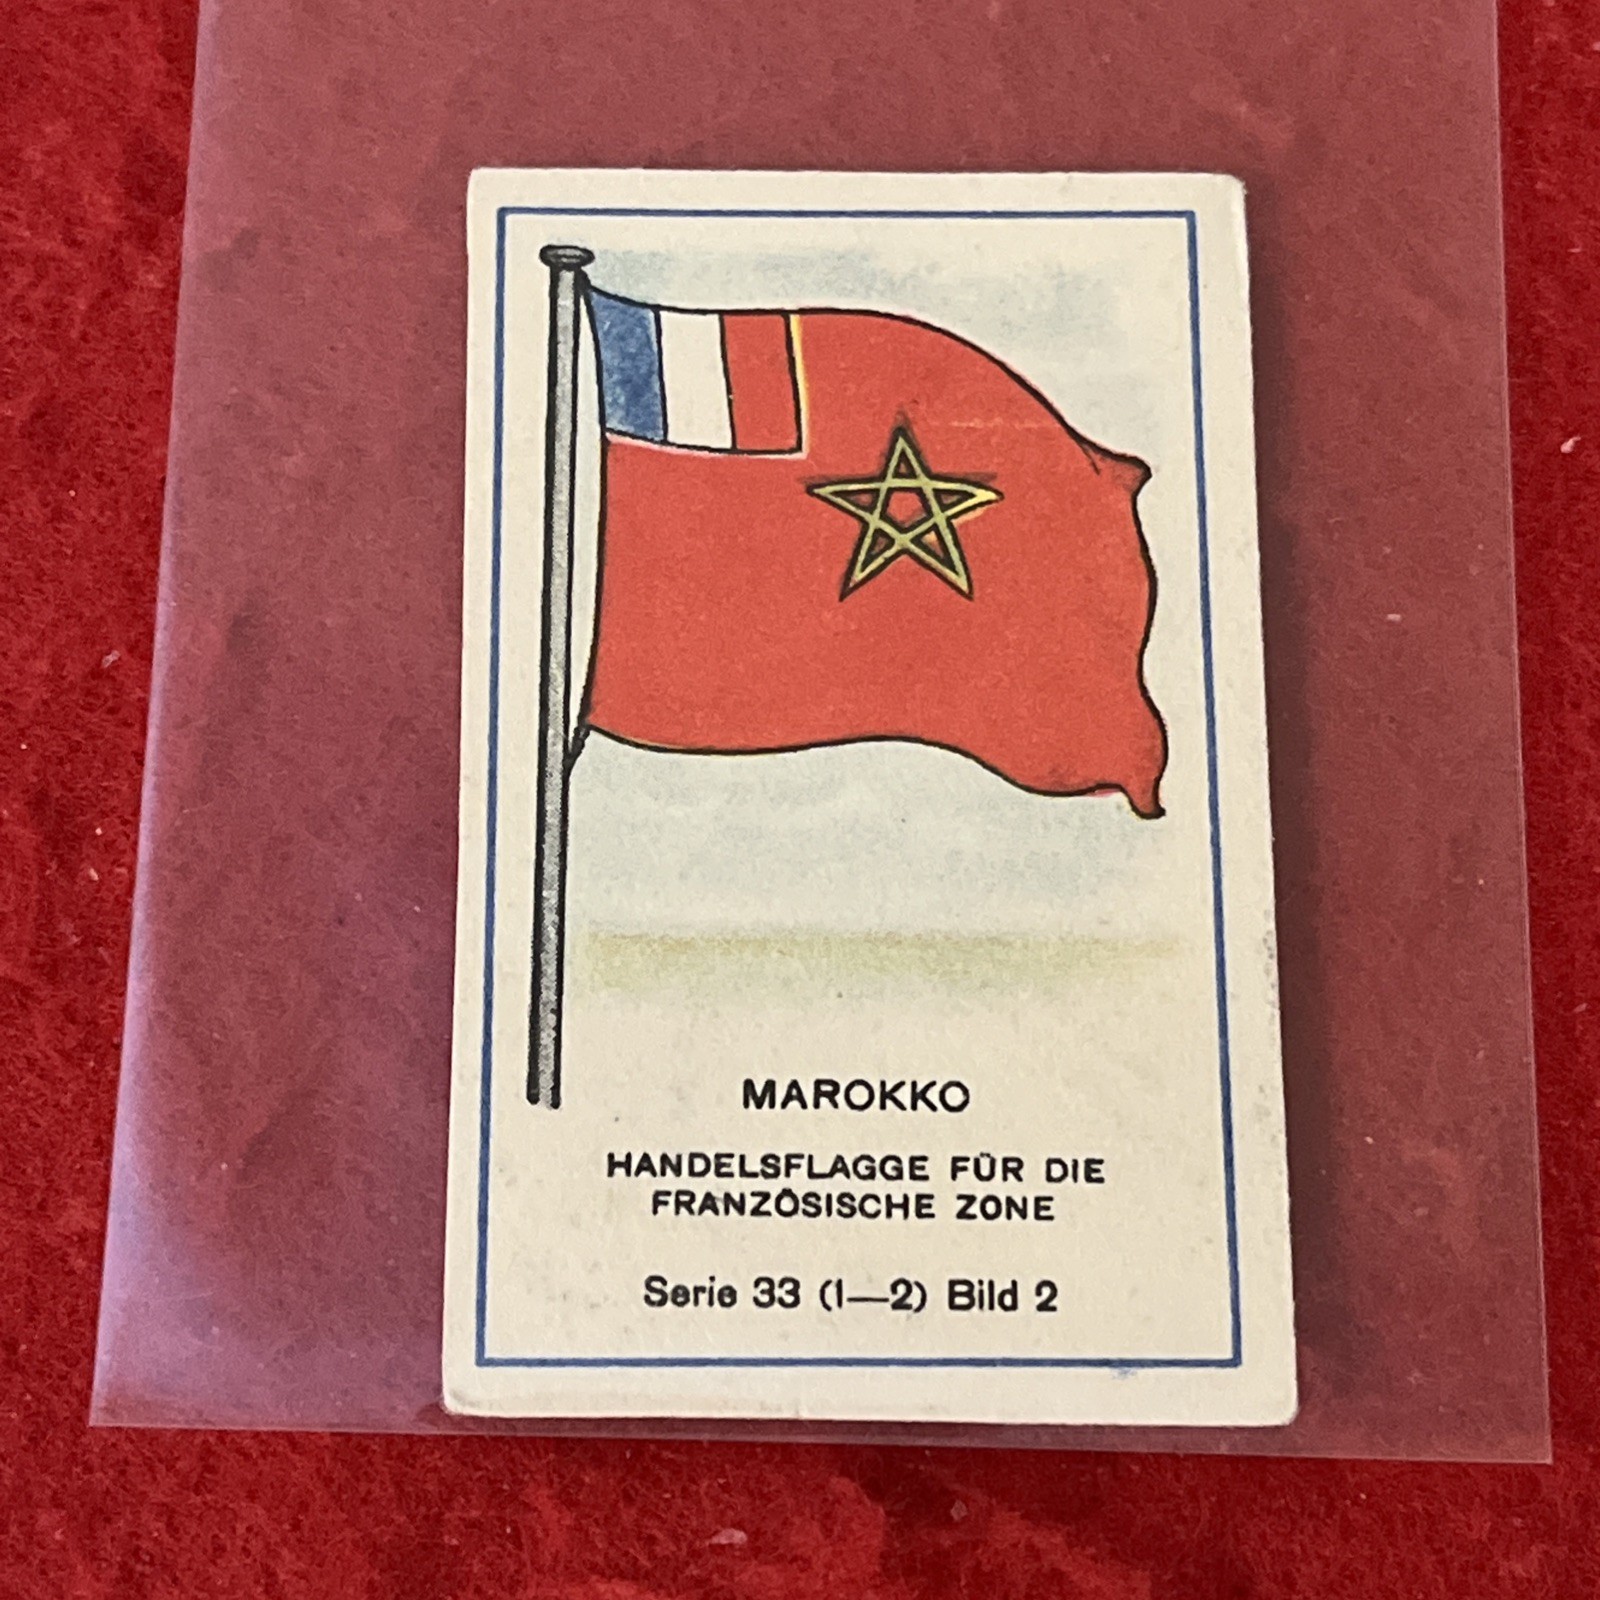 MAROKKO
HANDELSFLAGGE FÜR DIE
FRANZÖSISCHE ZONE
Serie 33 (1—2) Bild 2